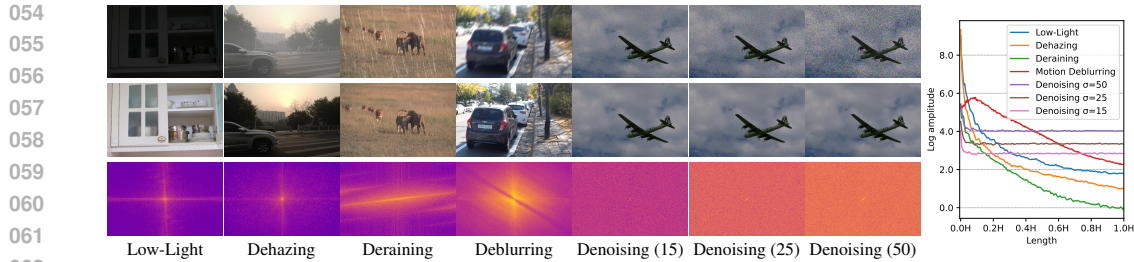 054
055
056
057
058
059
060
061
Low-Light
Dehazing
Deraining
Deblurring
Denoising (15)
Denoising (25)
Denoising (50)
Log amplitude
8.0
6.0
4.0
2.0
0.0
Low-Light
Dehazing
Deraining
Motion Deblurring
Denoising σ=50
Denoising σ=25
Denoising σ=15
0.0H 0.2H 0.4H 0.6H 0.8H 1.0H
Length